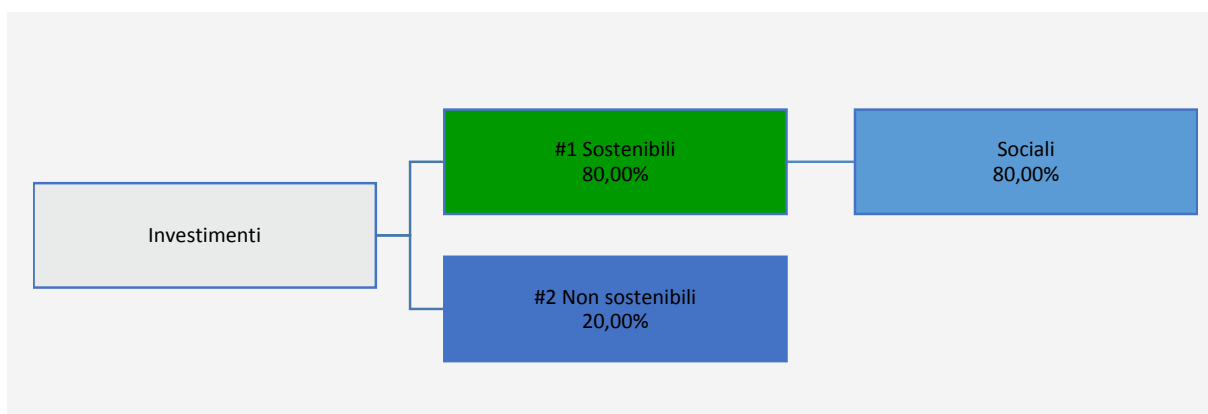 #1 Sostenibili
80,00%
Sociali
80,00%
Investimenti
#2 Non sostenibili
20,00%